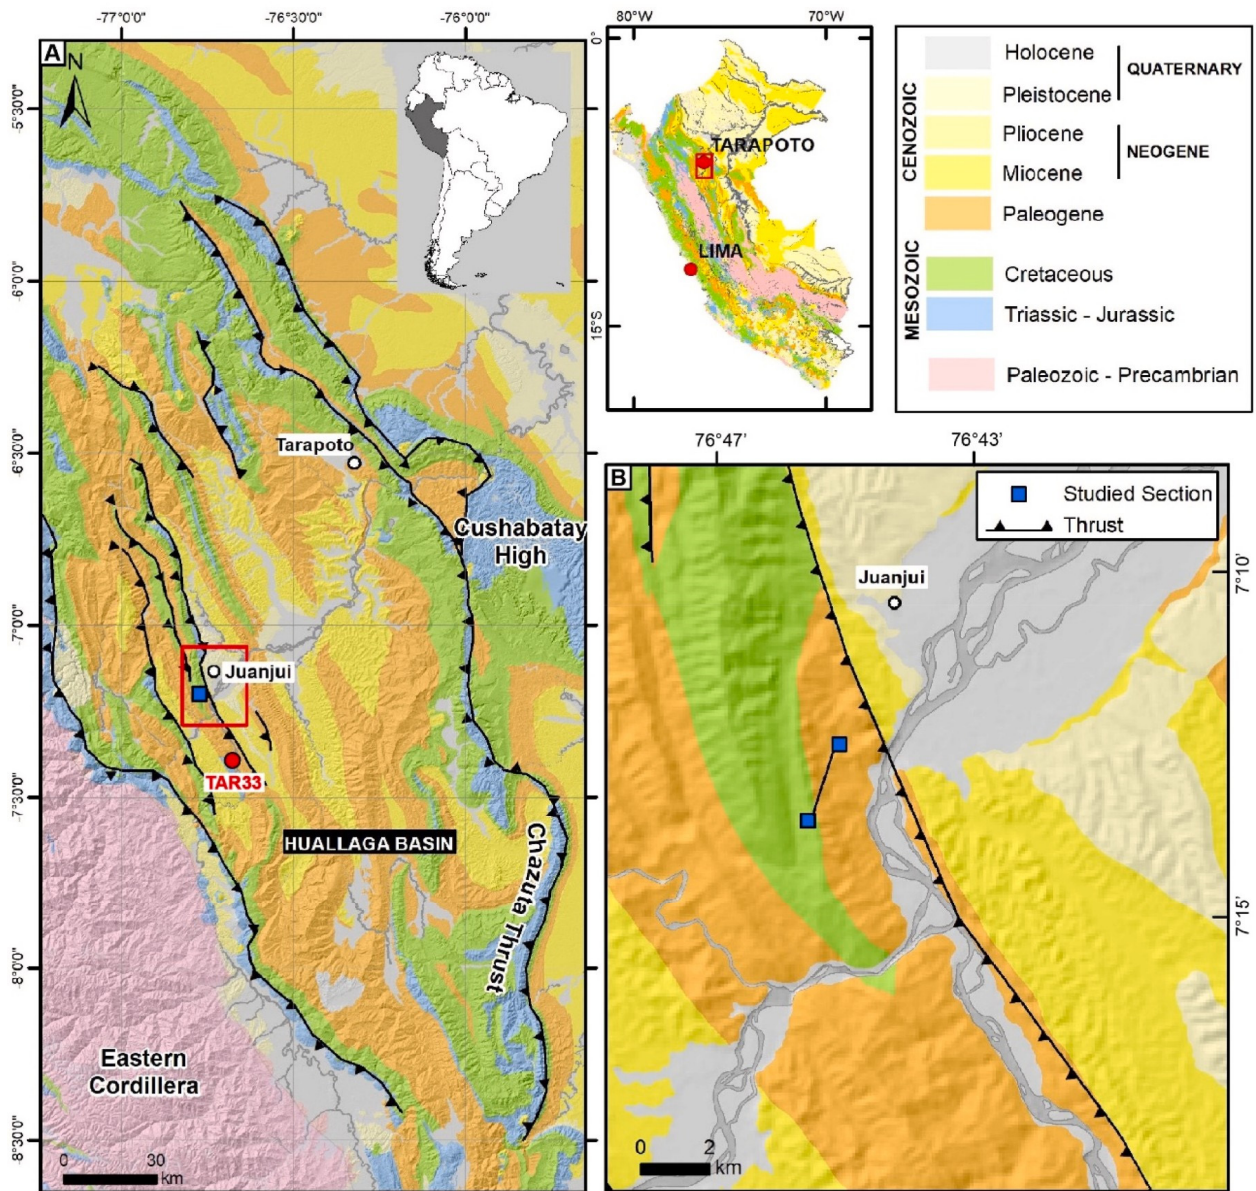 -77°0'0"
-76°30'0"
-76°0'0"
A
N
-5°30'0"
-6°0'0"
-6°30'0"
-7°0'0"
-7°30'0"
-8°0'0"
-8°30'0"
Tarapoto
Cushabatay
High
Juanjui
TAR33
HUALLAGA BASIN
Chazuta Thrust
Eastern
Cordillera
0 30
km
80°W
70°W
0°
15°S
TARAPOTO
LIMA
CENOZOIC
MESOZOIC
Holocene
Pleistocene
QUATERNARY
Pliocene
Miocene
NEOGENE
Paleogene
Cretaceous
Triassic - Jurassic
Paleozoic - Precambrian
76°47'
76°43'
B
Studied Section
Thrust
Juanjui
7°10'
7°15'
0 2
km